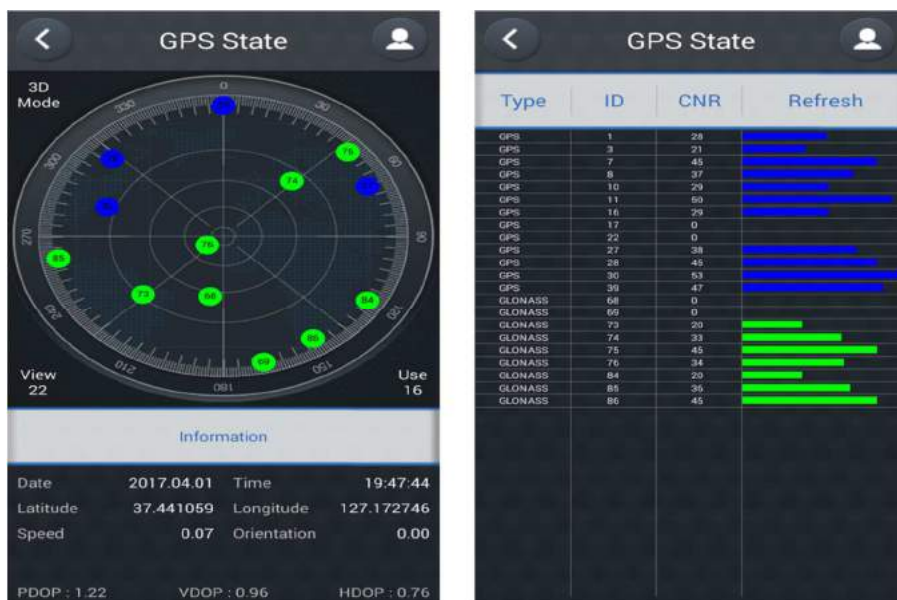 GPS State
3D
Mode
0
30
60
90
120
150
180
210
240
270
300
330
75
74
76
85
73
68
84
86
69
View
22
Use
16
Information
Date 2017.04.01 Time 19:47:44
Latitude 37.441059 Longitude 127.172746
Speed 0.07 Orientation 0.00
PDOP : 1.22 VDOP : 0.96 HDOP : 0.76
GPS State
Type ID CNR Refresh
GPS 1 28
GPS 3 21
GPS 7 45
GPS 8 37
GPS 10 29
GPS 11 50
GPS 16 29
GPS 17 0
GPS 22 0
GPS 27 38
GPS 28 45
GPS 30 53
GPS 39 47
GLONASS 68 0
GLONASS 69 0
GLONASS 73 20
GLONASS 74 33
GLONASS 75 45
GLONASS 76 34
GLONASS 84 20
GLONASS 85 36
GLONASS 86 45